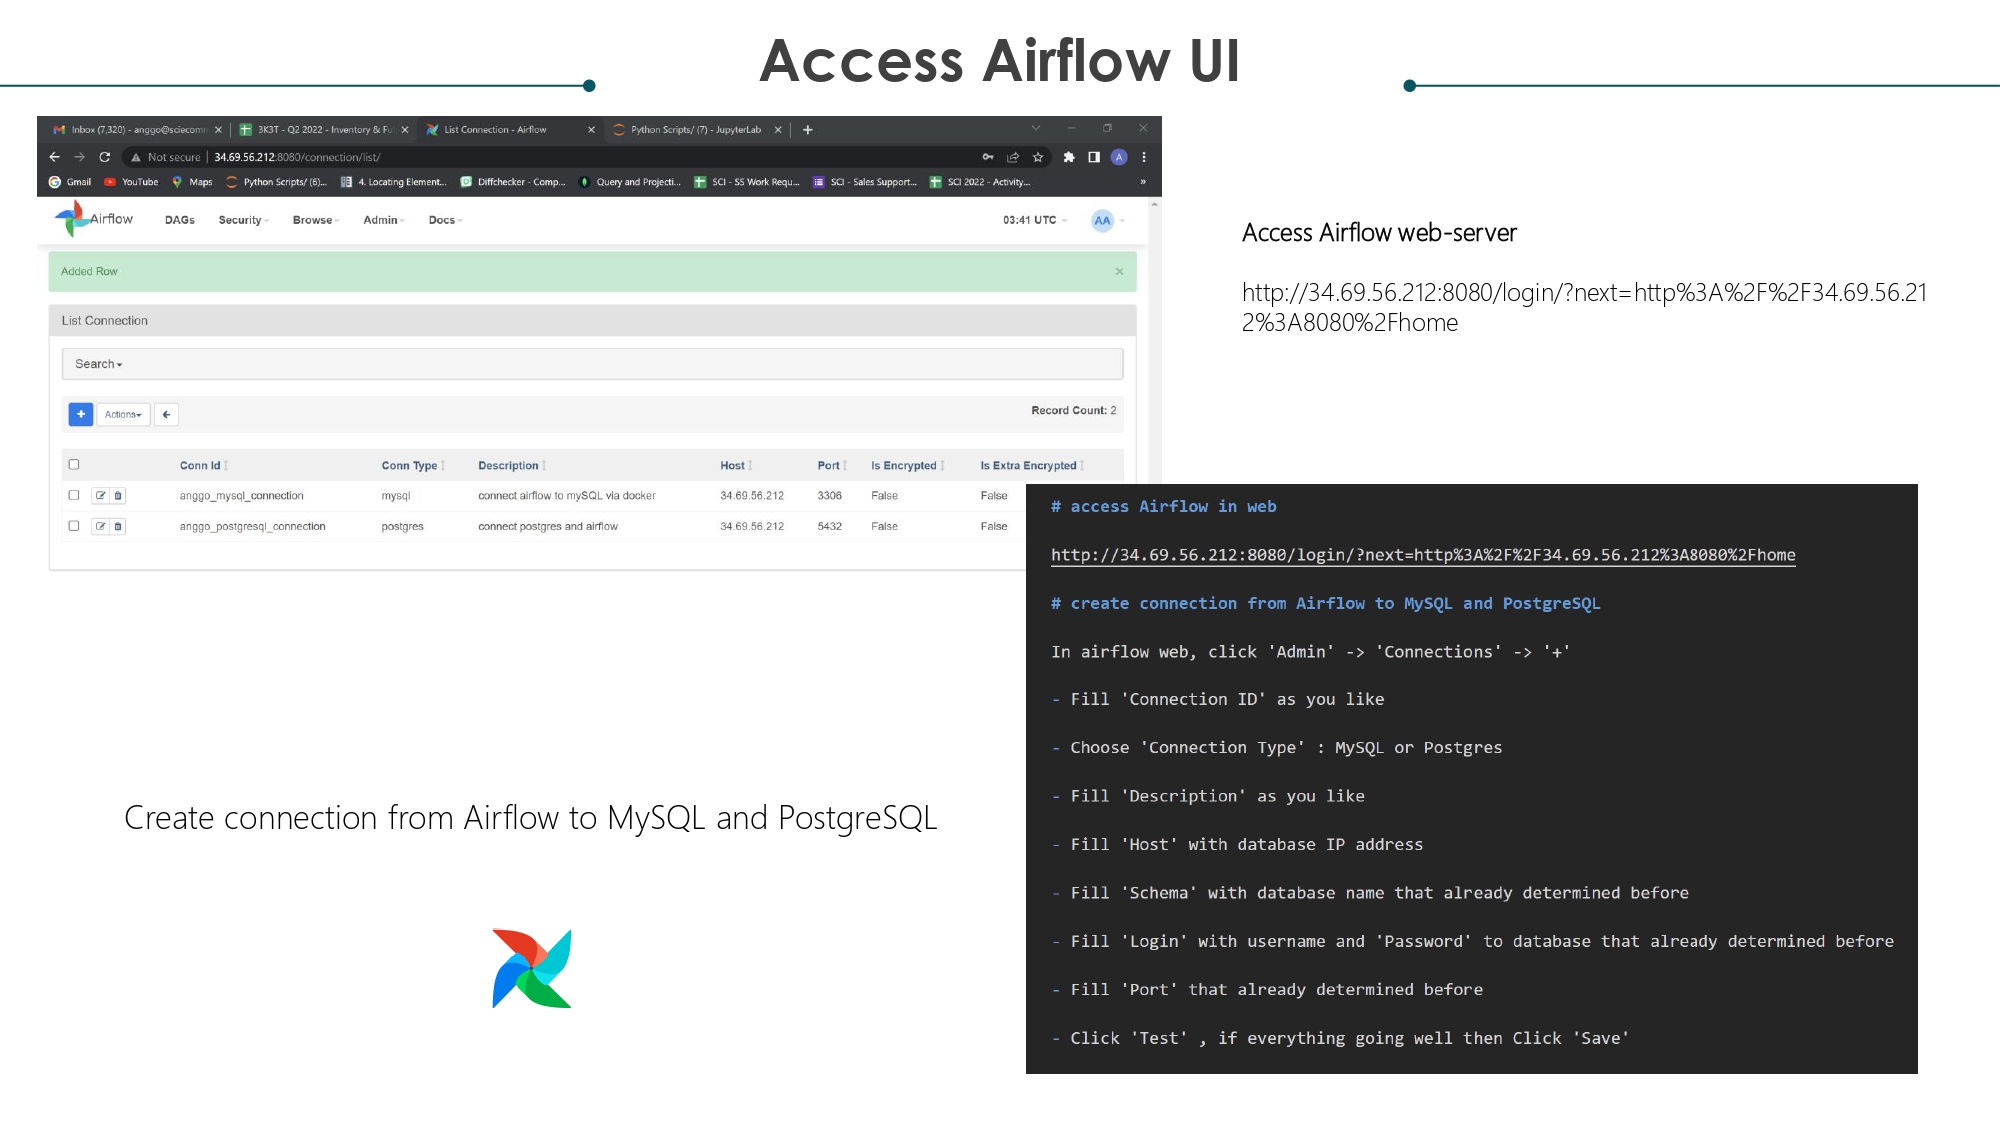 Access Airflow UI
Inbox (7,320) - anggo@sciecom
3K3T - Q2 2022 - Inventory & Fu
List Connection - Airflow
Python Scripts/ (7) - JupyterLab
Not secure | 34.69.56.212:8080/connection/list/
A
Gmail YouTube Maps Python Scripts/ (6)... 4. Locating Element... Diffchecker - Comp... Query and Projecti... SCI - SS Work Requ... SCI - Sales Support... SCI 2022 - Activity... »
Airflow DAGs Security Browse Admin Docs 03:41 UTC AA
Added Row ×
List Connection
Search
+ Actions Record Count: 2
Conn Id Conn Type Description Host Port Is Encrypted Is Extra Encrypted
anggo_mysql_connection mysql connect airflow to mySQL via docker 34.69.56.212 3306 False False
anggo_postgresql_connection postgres connect postgres and airflow 34.69.56.212 5432 False False
Access Airflow web-server
http://34.69.56.212:8080/login/?next=http%3A%2F%2F34.69.56.21
2%3A8080%2Fhome
# access Airflow in web
http://34.69.56.212:8080/login/?next=http%3A%2F%2F34.69.56.212%3A8080%2Fhome
# create connection from Airflow to MySQL and PostgreSQL
In airflow web, click 'Admin' -> 'Connections' -> '+'
- Fill 'Connection ID' as you like
- Choose 'Connection Type' : MySQL or Postgres
- Fill 'Description' as you like
- Fill 'Host' with database IP address
- Fill 'Schema' with database name that already determined before
- Fill 'Login' with username and 'Password' to database that already determined before
- Fill 'Port' that already determined before
- Click 'Test' , if everything going well then Click 'Save'
Create connection from Airflow to MySQL and PostgreSQL